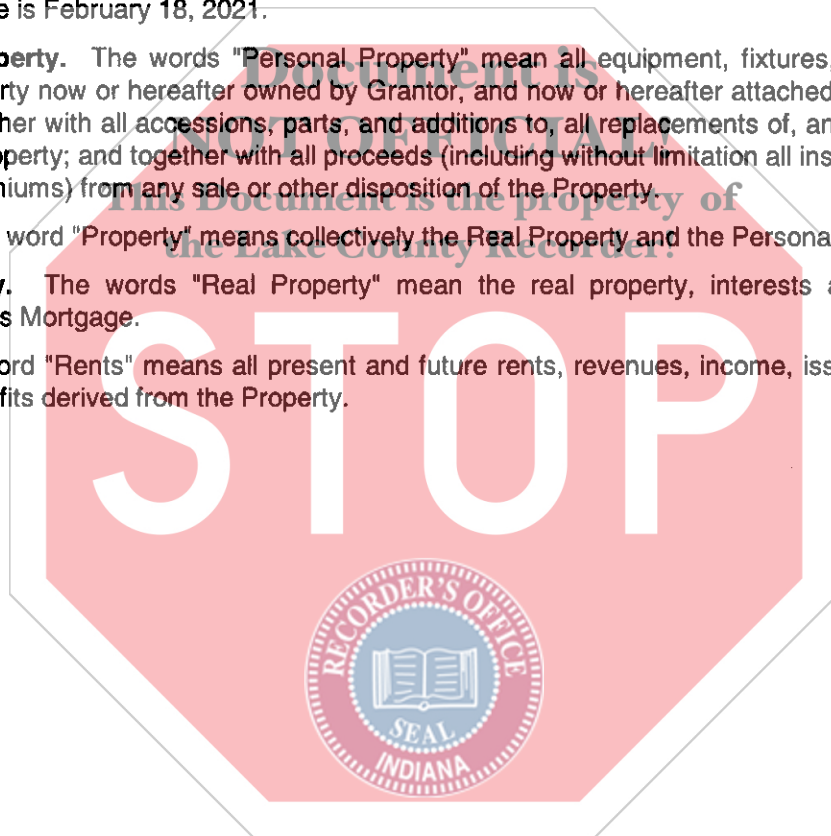 e is February 18, 2021.
perty. The words "Personal Property" mean all equipment, fixtures,
rty now or hereafter owned by Grantor, and now or hereafter attached
her with all accessions, parts, and additions to, all replacements of, an
operty; and together with all proceeds (including without limitation all ins
niums) from any sale or other disposition of the Property.
word "Property" means collectively the Real Property and the Persona
y. The words "Real Property" mean the real property, interests a
s Mortgage.
ord "Rents" means all present and future rents, revenues, income, iss
fits derived from the Property.
Document is
NOT OFFICIAL!
This Document is the property of
the Lake County Recorder!
STOP
RECORDER'S OFFICE
SEAL
INDIANA